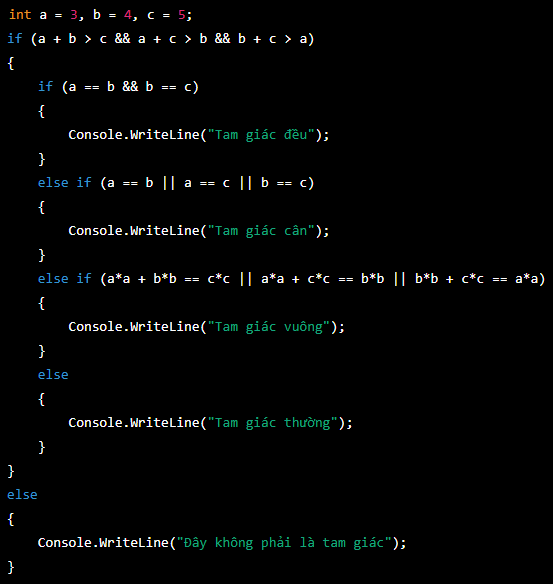 int a = 3, b = 4, c = 5;
if (a + b > c && a + c > b && b + c > a)
{
    if (a == b && b == c)
    {
        Console.WriteLine("Tam giác đều");
    }
    else if (a == b || a == c || b == c)
    {
        Console.WriteLine("Tam giác cân");
    }
    else if (a*a + b*b == c*c || a*a + c*c == b*b || b*b + c*c == a*a)
    {
        Console.WriteLine("Tam giác vuông");
    }
    else
    {
        Console.WriteLine("Tam giác thường");
    }
}
else
{
    Console.WriteLine("Đây không phải là tam giác");
}